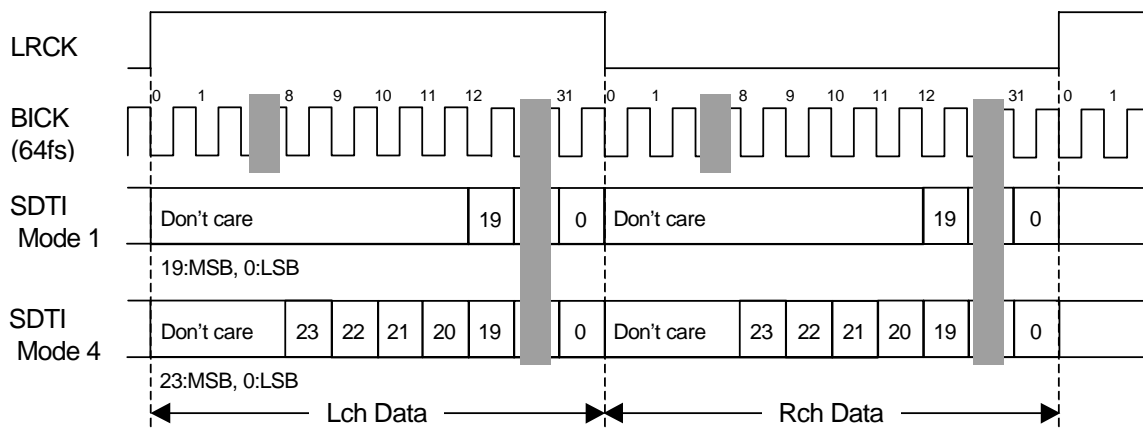 LRCK
0 1 8 9 10 11 12 31 0 1 8 9 10 11 12 31 0 1
BICK
(64fs)
SDTI
Mode 1
Don't care 19 0 Don't care 19 0
19:MSB, 0:LSB
SDTI
Mode 4
Don't care 23 22 21 20 19 0 Don't care 23 22 21 20 19 0
23:MSB, 0:LSB
Lch Data Rch Data